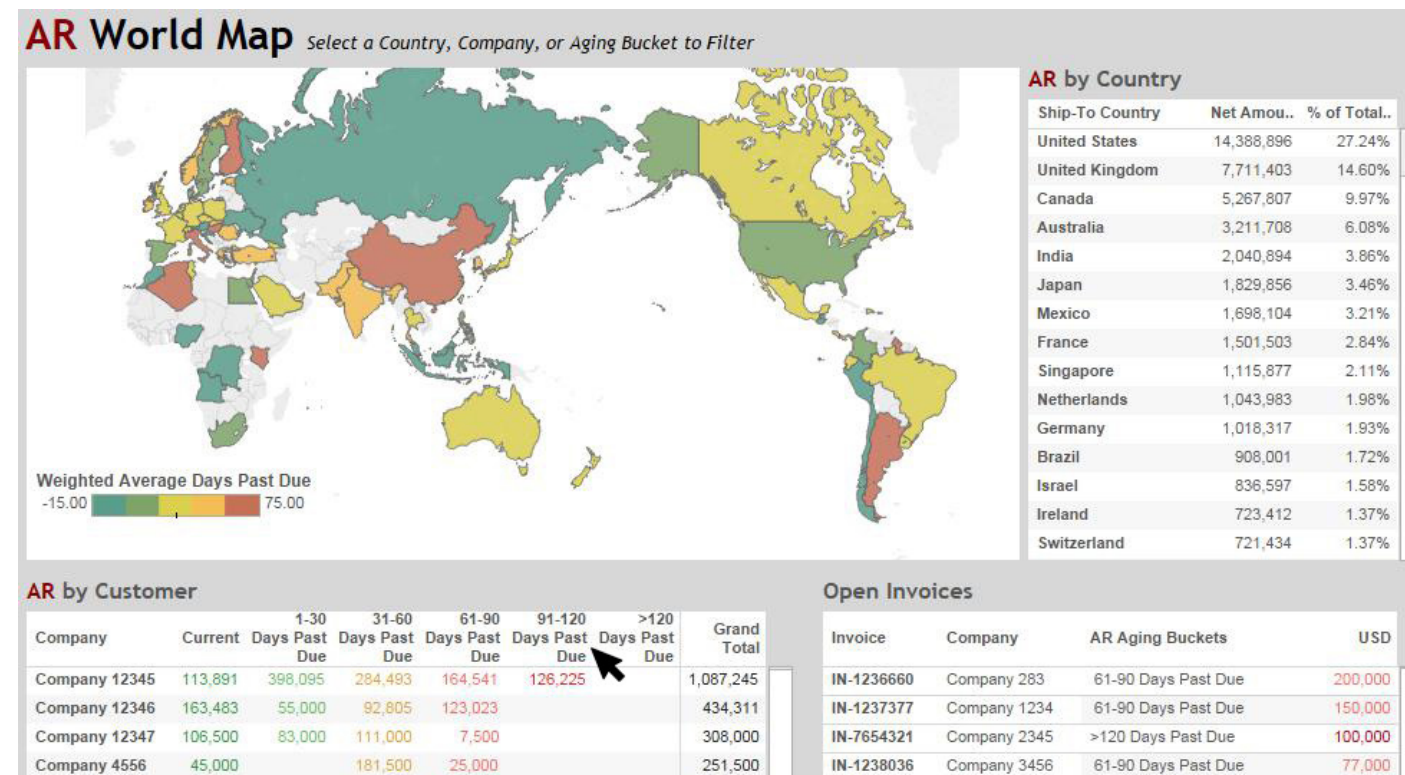 AR World Map Select a Country, Company, or Aging Bucket to Filter
Weighted Average Days Past Due
-15.00 75.00
AR by Country
Ship-To Country Net Amou.. % of Total..
United States 14,388,896 27.24%
United Kingdom 7,711,403 14.60%
Canada 5,267,807 9.97%
Australia 3,211,708 6.08%
India 2,040,894 3.86%
Japan 1,829,856 3.46%
Mexico 1,698,104 3.21%
France 1,501,503 2.84%
Singapore 1,115,877 2.11%
Netherlands 1,043,983 1.98%
Germany 1,018,317 1.93%
Brazil 908,001 1.72%
Israel 836,597 1.58%
Ireland 723,412 1.37%
Switzerland 721,434 1.37%
AR by Customer
Company Current 1-30 Days Past Due 31-60 Days Past Due 61-90 Days Past Due 91-120 Days Past Due >120 Days Past Due Grand Total
Company 12345 113,891 398,095 284,493 164,541 126,225 1,087,245
Company 12346 163,483 55,000 92,805 123,023 434,311
Company 12347 106,500 83,000 111,000 7,500 308,000
Company 4556 45,000 181,500 25,000 251,500
Open Invoices
Invoice Company AR Aging Buckets USD
IN-1236660 Company 283 61-90 Days Past Due 200,000
IN-1237377 Company 1234 61-90 Days Past Due 150,000
IN-7654321 Company 2345 >120 Days Past Due 100,000
IN-1238036 Company 3456 61-90 Days Past Due 77,000